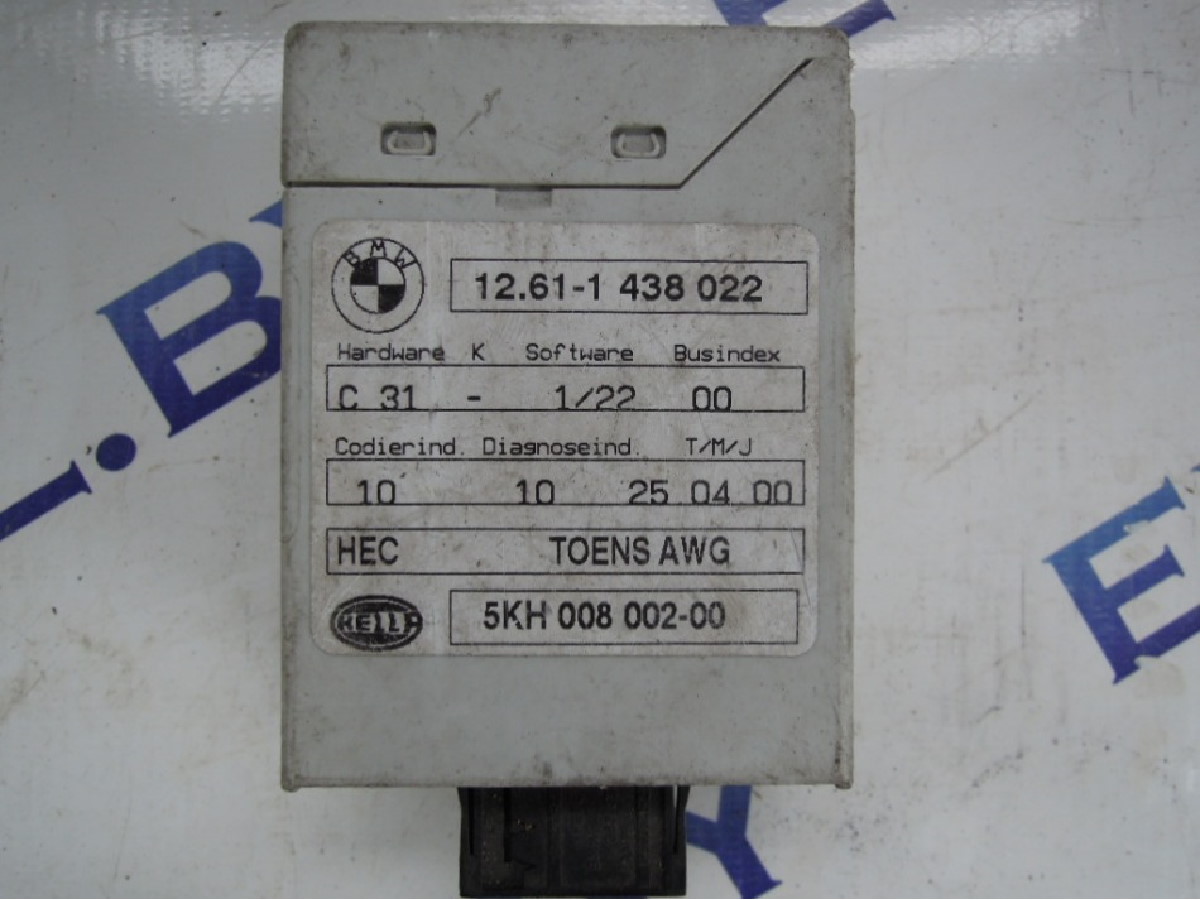 BMW
12.61-1 438 022
Hardware K Software Busindex
C 31 - 1/22 00
Codierind. Diagnoseind. T/M/J
10 10 25 04 00
HEC TOENS AWG
HELLA
5KH 008 002-00